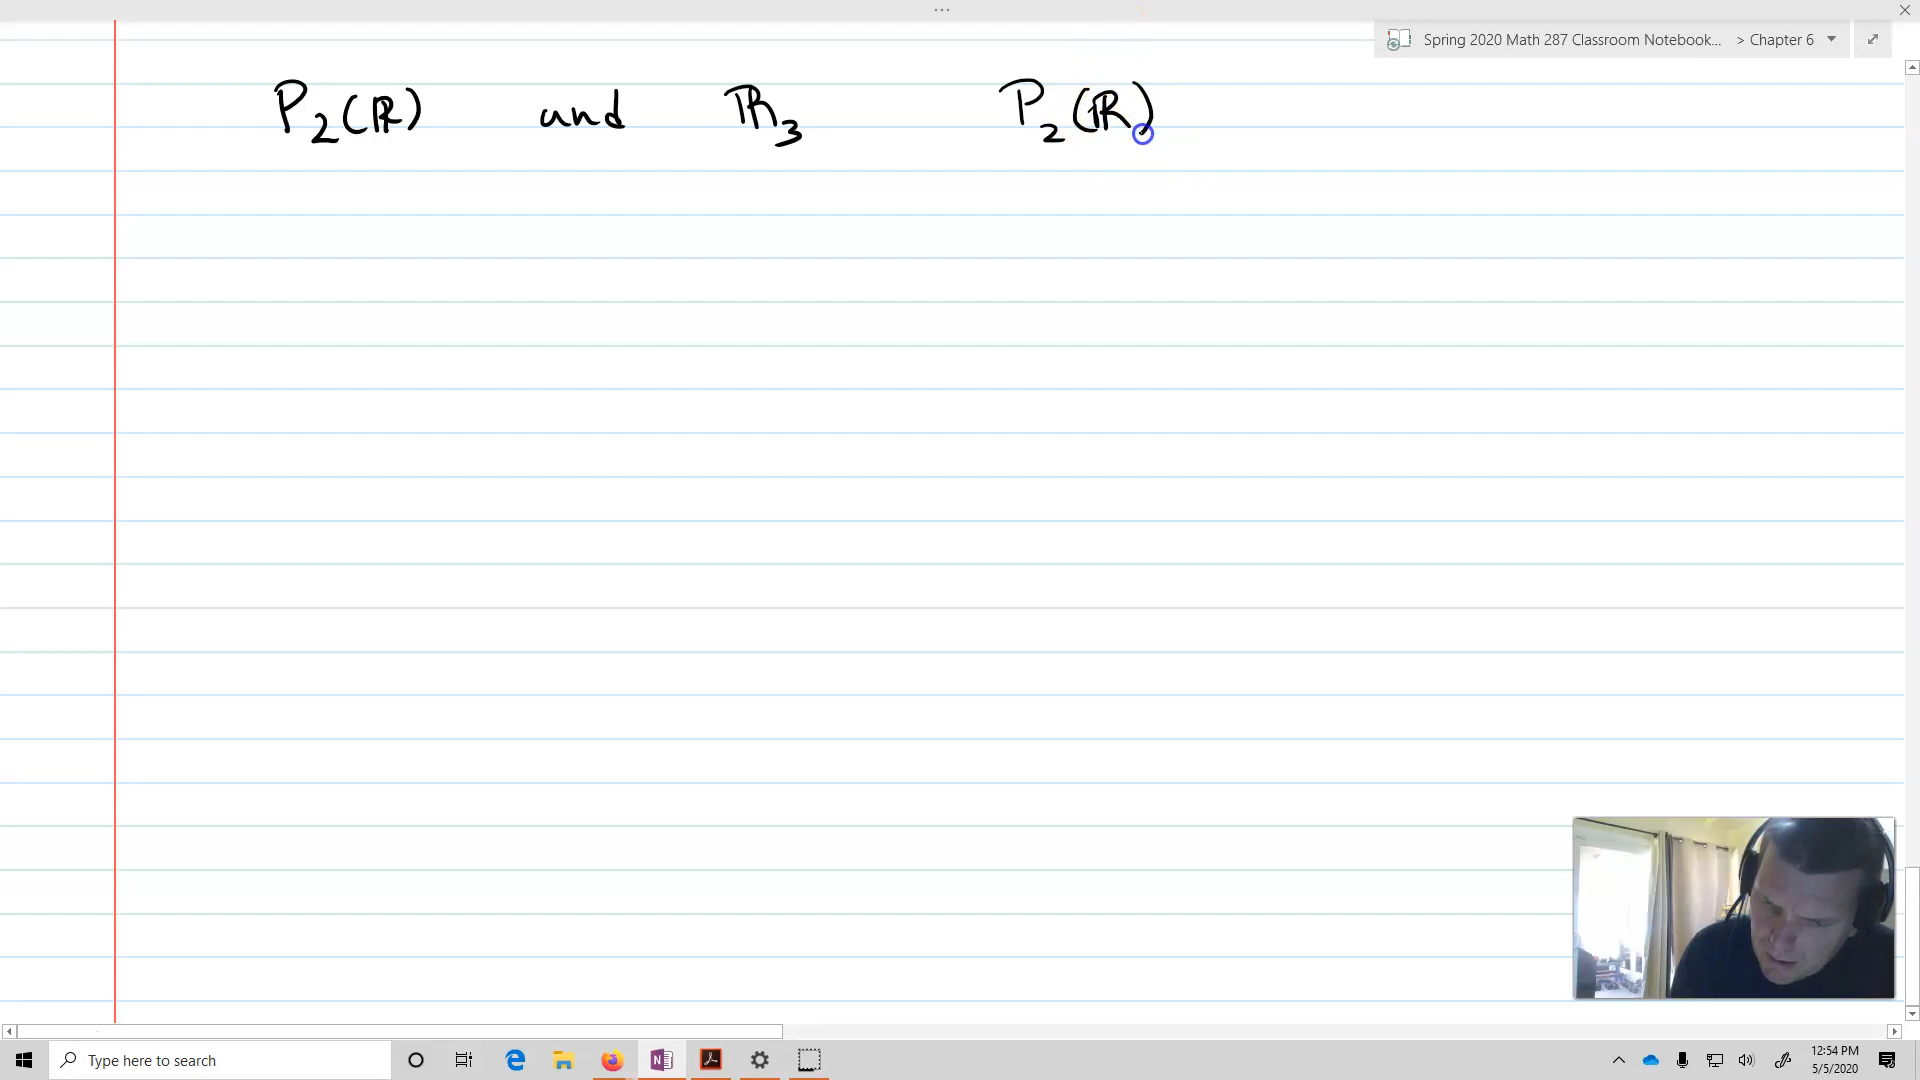 Spring 2020 Math 287 Classroom Notebook... > Chapter 6
P₂(ℝ) and ℝ₃ P₂(ℝ)
Type here to search
12:54 PM
5/5/2020